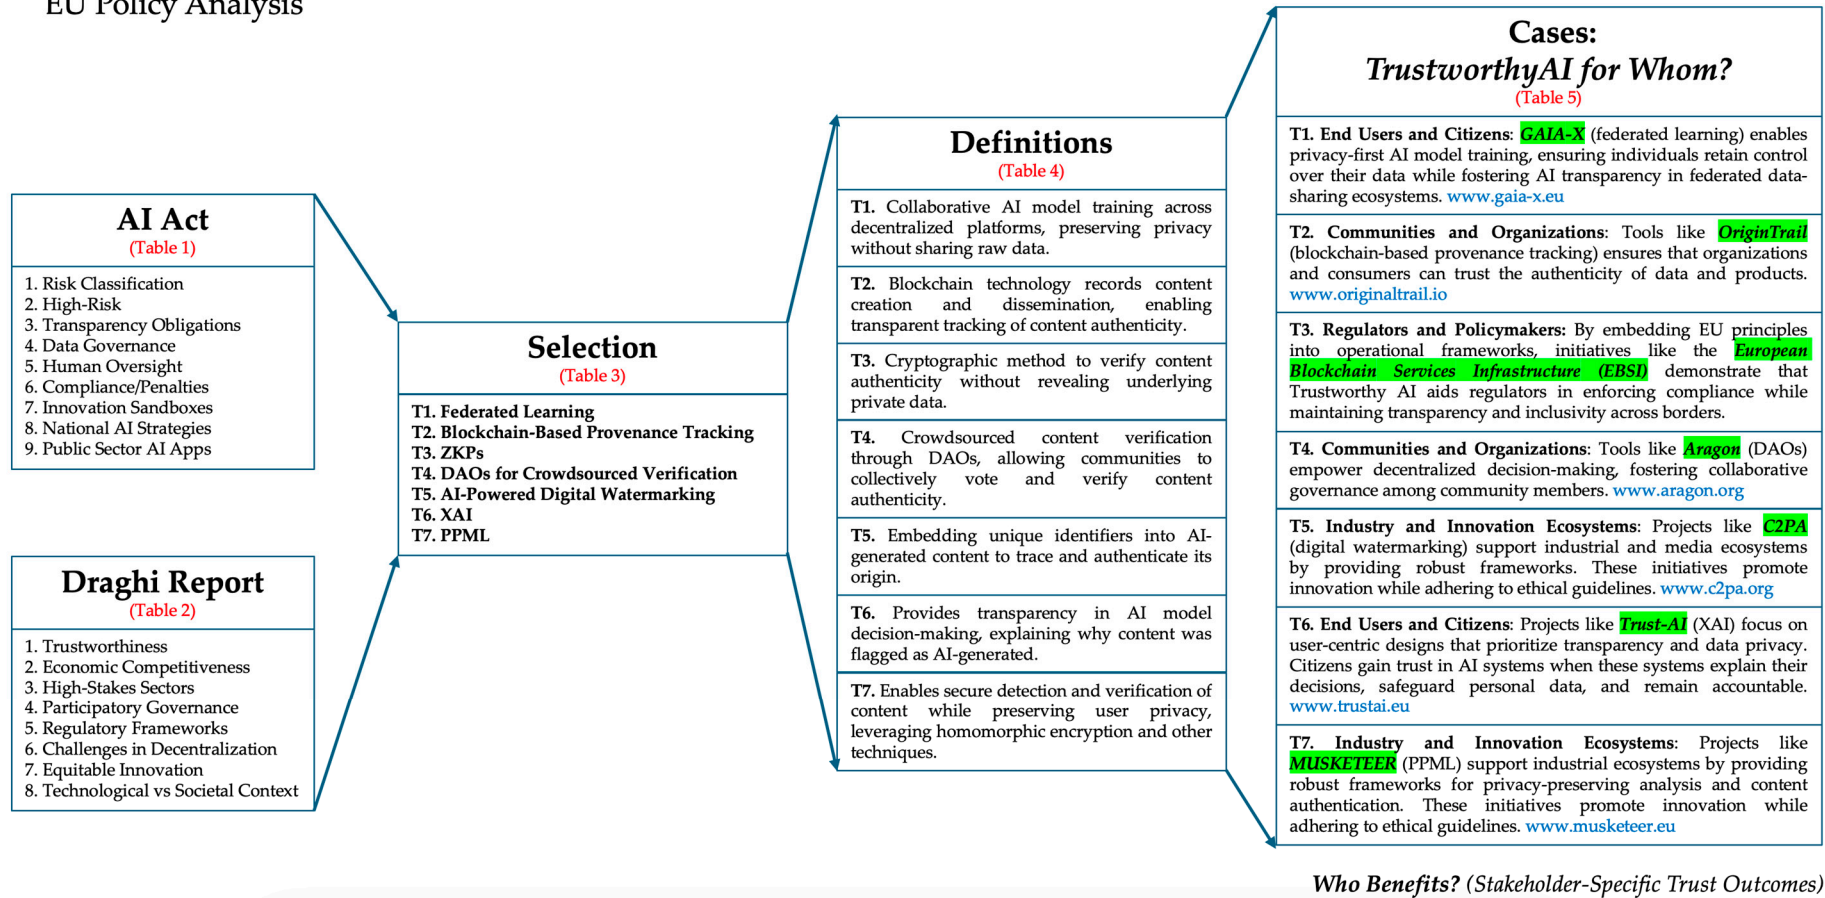 EU Policy Analysis
AI Act
(Table 1)
1. Risk Classification
2. High-Risk
3. Transparency Obligations
4. Data Governance
5. Human Oversight
6. Compliance/Penalties
7. Innovation Sandboxes
8. National AI Strategies
9. Public Sector AI Apps
Draghi Report
(Table 2)
1. Trustworthiness
2. Economic Competitiveness
3. High-Stakes Sectors
4. Participatory Governance
5. Regulatory Frameworks
6. Challenges in Decentralization
7. Equitable Innovation
8. Technological vs Societal Context
Selection
(Table 3)
T1. Federated Learning
T2. Blockchain-Based Provenance Tracking
T3. ZKPs
T4. DAOs for Crowdsourced Verification
T5. AI-Powered Digital Watermarking
T6. XAI
T7. PPML
Definitions
(Table 4)
T1. Collaborative AI model training across
decentralized platforms, preserving privacy
without sharing raw data.
T2. Blockchain technology records content
creation and dissemination, enabling
transparent tracking of content authenticity.
T3. Cryptographic method to verify content
authenticity without revealing underlying
private data.
T4. Crowdsourced content verification
through DAOs, allowing communities to
collectively vote and verify content
authenticity.
T5. Embedding unique identifiers into AI-
generated content to trace and authenticate its
origin.
T6. Provides transparency in AI model
decision-making, explaining why content was
flagged as AI-generated.
T7. Enables secure detection and verification of
content while preserving user privacy,
leveraging homomorphic encryption and other
techniques.
Cases:
TrustworthyAI for Whom?
(Table 5)
T1. End Users and Citizens: GAIA-X (federated learning) enables
privacy-first AI model training, ensuring individuals retain control
over their data while fostering AI transparency in federated data-
sharing ecosystems. www.gaia-x.eu
T2. Communities and Organizations: Tools like OriginTrail
(blockchain-based provenance tracking) ensures that organizations
and consumers can trust the authenticity of data and products.
www.originaltrail.io
T3. Regulators and Policymakers: By embedding EU principles
into operational frameworks, initiatives like the European
Blockchain Services Infrastructure (EBSI) demonstrate that
Trustworthy AI aids regulators in enforcing compliance while
maintaining transparency and inclusivity across borders.
T4. Communities and Organizations: Tools like Aragon (DAOs)
empower decentralized decision-making, fostering collaborative
governance among community members. www.aragon.org
T5. Industry and Innovation Ecosystems: Projects like C2PA
(digital watermarking) support industrial and media ecosystems
by providing robust frameworks. These initiatives promote
innovation while adhering to ethical guidelines. www.c2pa.org
T6. End Users and Citizens: Projects like Trust-AI (XAI) focus on
user-centric designs that prioritize transparency and data privacy.
Citizens gain trust in AI systems when these systems explain their
decisions, safeguard personal data, and remain accountable.
www.trustai.eu
T7. Industry and Innovation Ecosystems: Projects like
MUSKETEER (PPML) support industrial ecosystems by providing
robust frameworks for privacy-preserving analysis and content
authentication. These initiatives promote innovation while
adhering to ethical guidelines. www.musketeer.eu
Who Benefits? (Stakeholder-Specific Trust Outcomes)